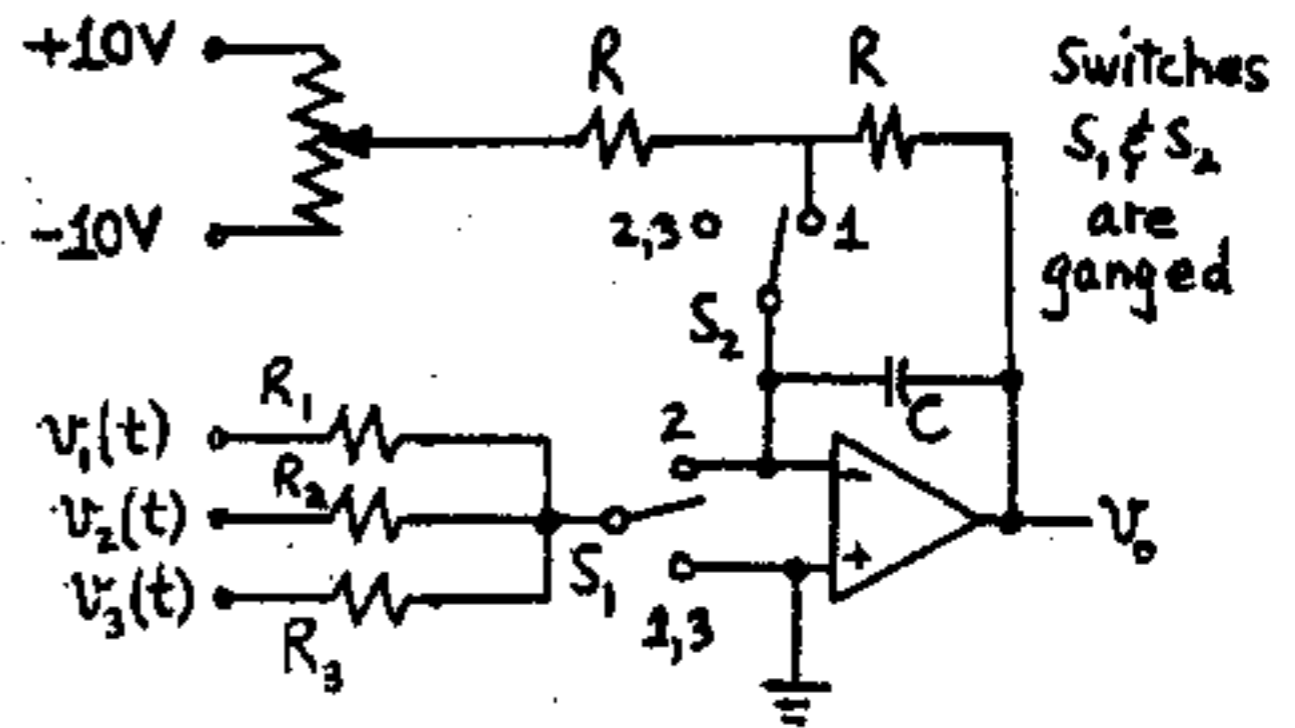 +10V
-10V
R
R
Switches
S₁ & S₂
are
ganged
2,3
1
S₂
C
R₁
v₁(t)
R₂
v₂(t)
v₃(t)
R₃
S₁
2
1,3
-
+
v₀